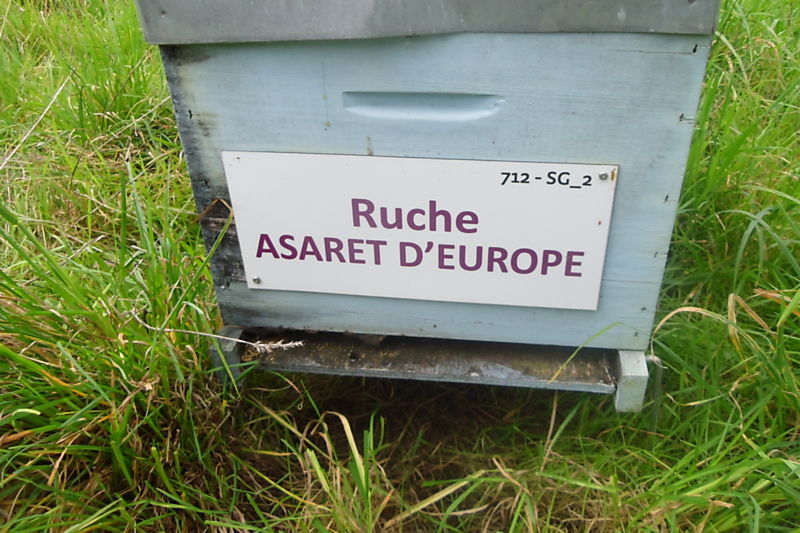 712 - SG_2
Ruche
ASARET D’EUROPE